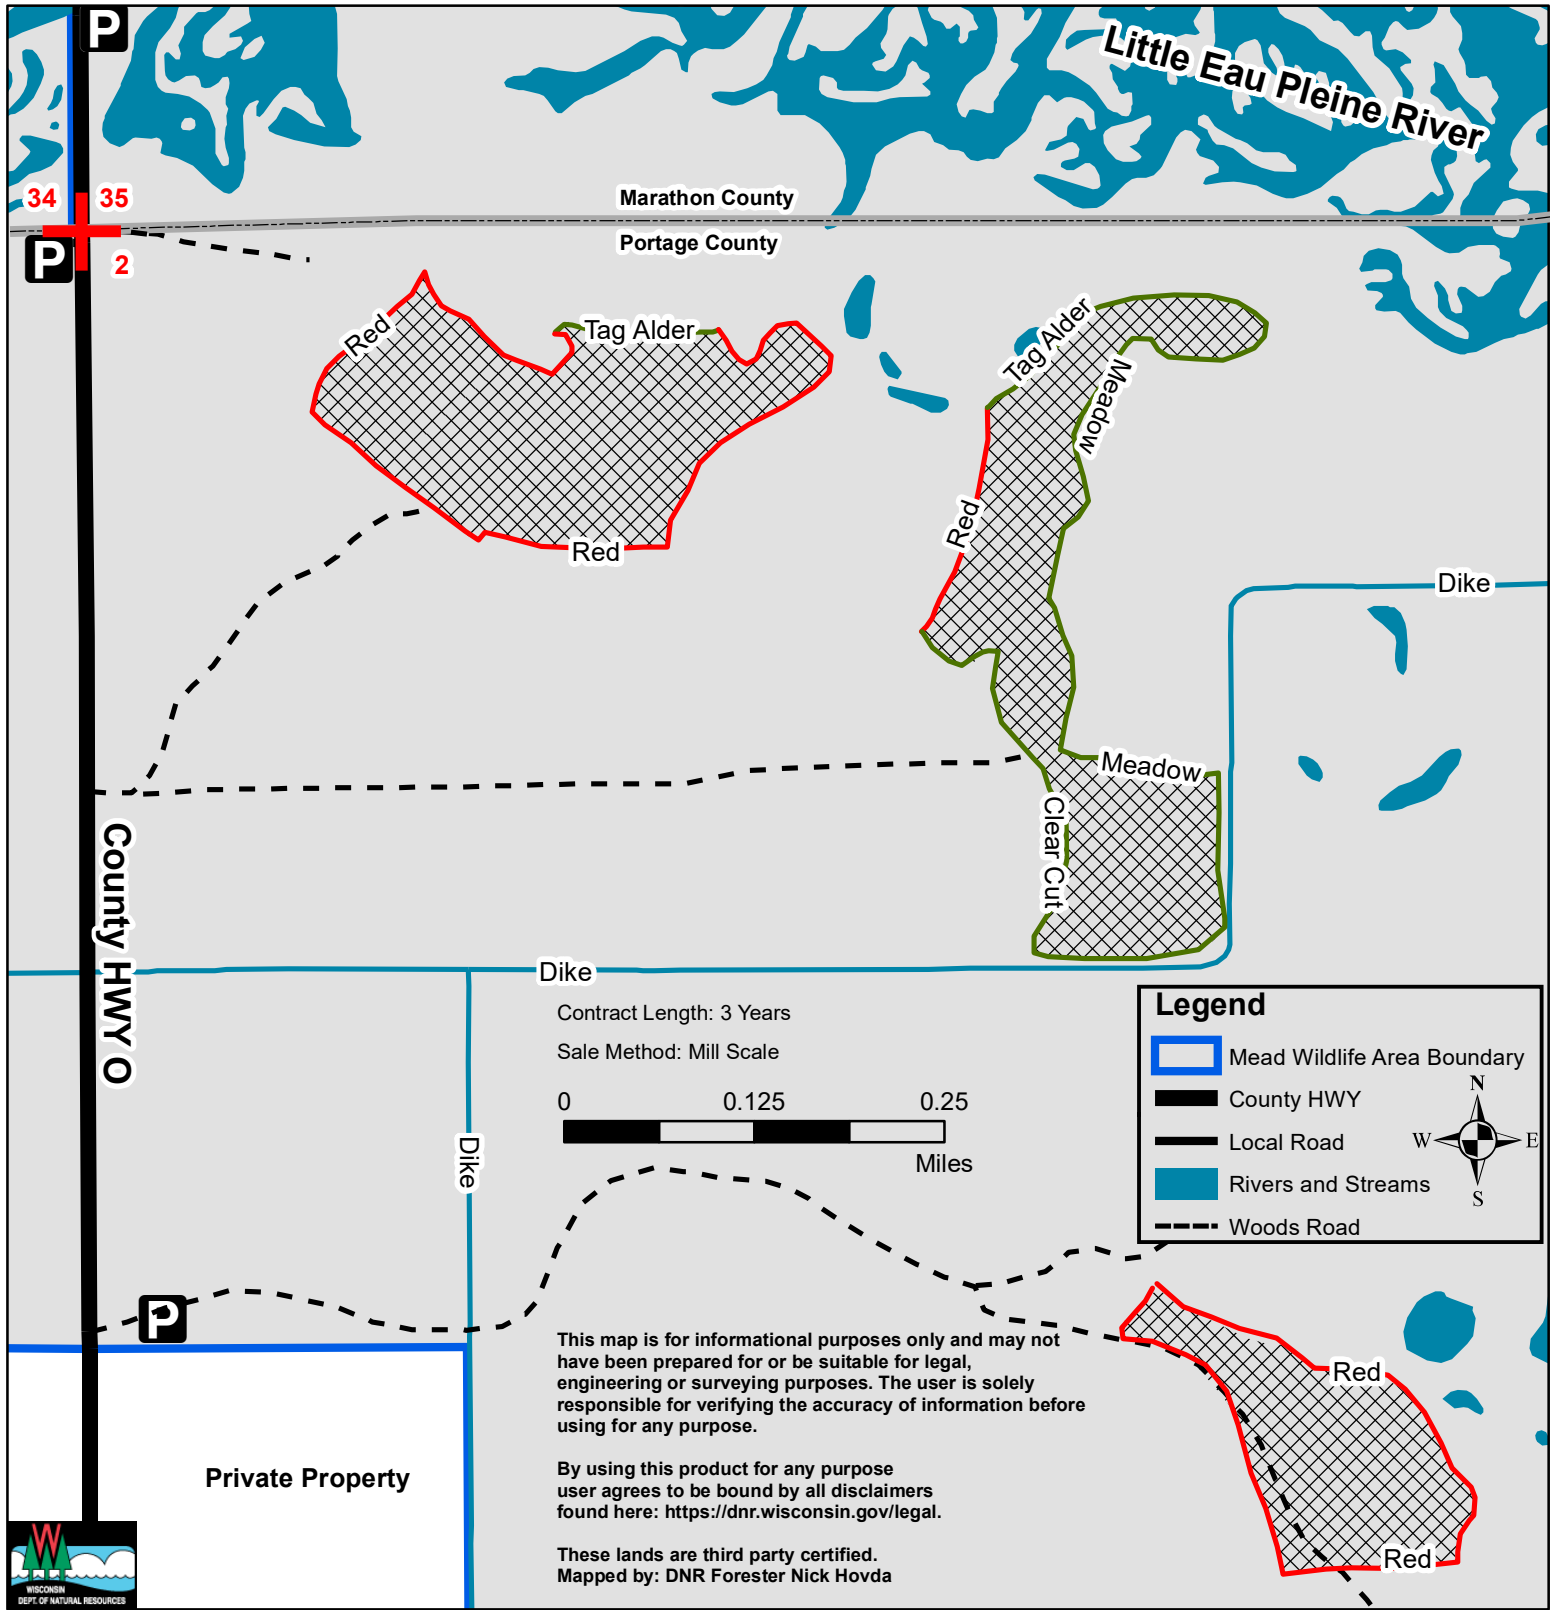 P
Little Eau Pleine River
34
35
Marathon County
P
2
Portage County
Red
Tag Alder
Tag Alder
Meadow
Red
Red
Dike
Meadow
Clear Cut
County HWY O
Dike
Contract Length: 3 Years
Sale Method: Mill Scale
0 0.125 0.25
Miles
Dike
Legend
Mead Wildlife Area Boundary
County HWY
Local Road
Rivers and Streams
Woods Road
N
W
E
S
P
This map is for informational purposes only and may not
have been prepared for or be suitable for legal,
engineering or surveying purposes. The user is solely
responsible for verifying the accuracy of information before
using for any purpose.
By using this product for any purpose
user agrees to be bound by all disclaimers
found here: https://dnr.wisconsin.gov/legal.
These lands are third party certified.
Mapped by: DNR Forester Nick Hovda
Red
Red
Private Property
W
WISCONSIN
DEPT. OF NATURAL RESOURCES